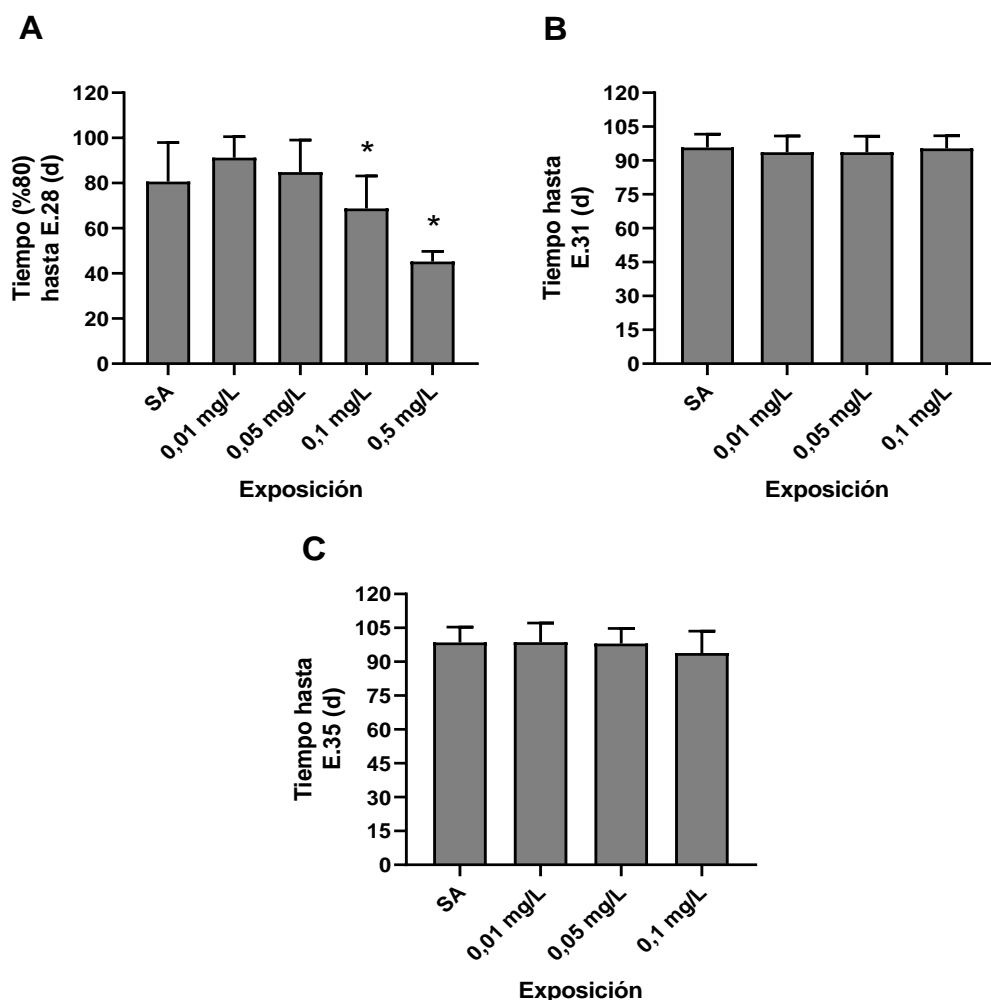 A
Tiempo (%80)
hasta E.28 (d)
120
100
80
60
40
20
0
*
*
SA
0,01 mg/L
0,05 mg/L
0,1 mg/L
0,5 mg/L
Exposición
B
Tiempo hasta
E.31 (d)
120
105
90
75
60
45
30
15
0
SA
0,01 mg/L
0,05 mg/L
0,1 mg/L
Exposición
C
Tiempo hasta
E.35 (d)
120
105
90
75
60
45
30
15
0
SA
0,01 mg/L
0,05 mg/L
0,1 mg/L
Exposición